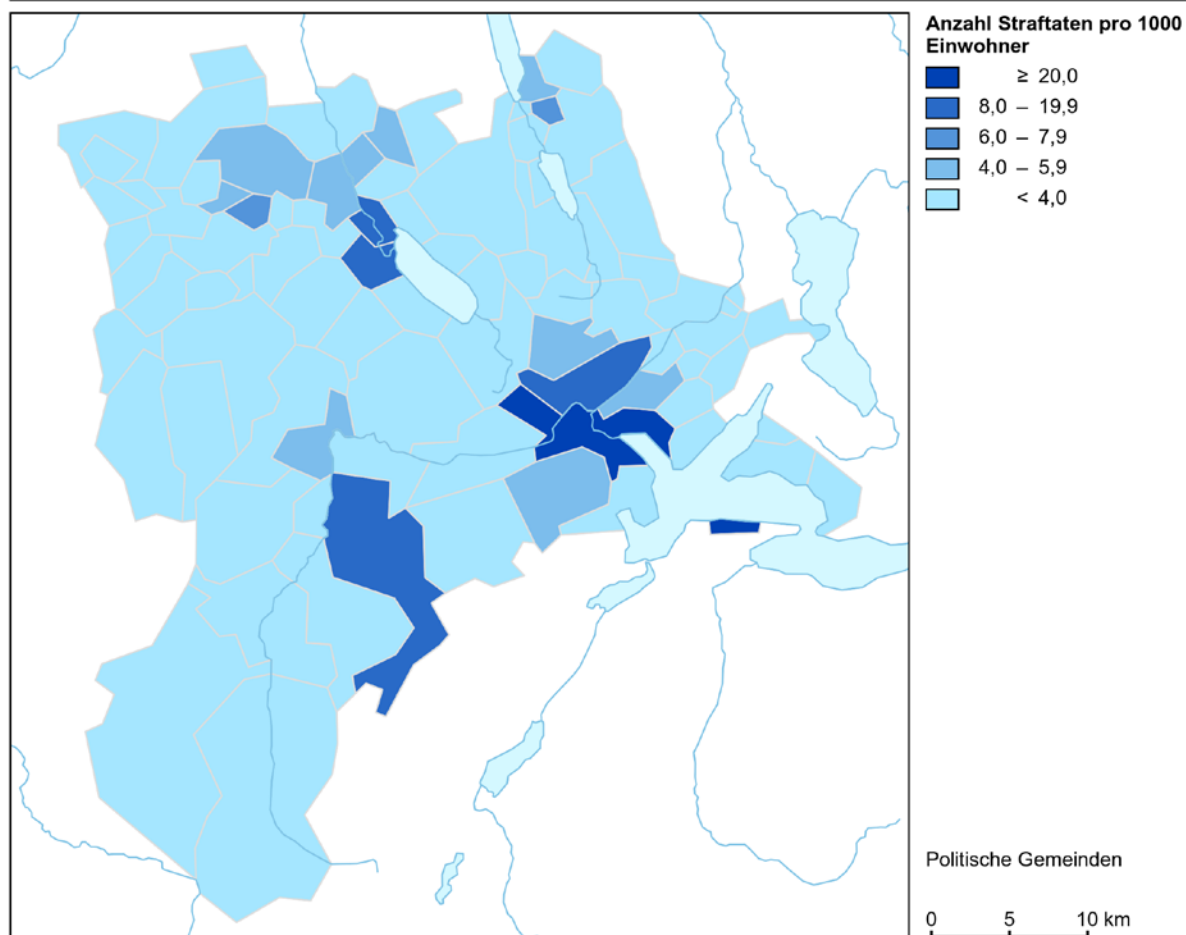 Anzahl Straftaten pro 1000
Einwohner
≥ 20,0
8,0 – 19,9
6,0 – 7,9
4,0 – 5,9
< 4,0
Politische Gemeinden
0 5 10 km